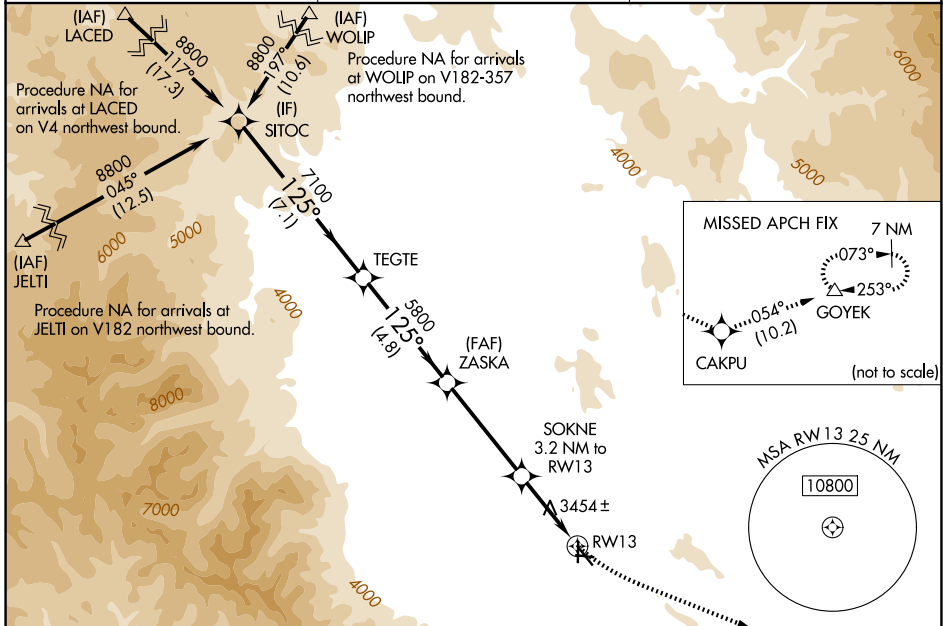 (IAF)
LACED
8800
117°
(17.3)
(IAF)
WOLIP
8800
197°
(10.6)
Procedure NA for arrivals
at WOLIP on V182-357
northwest bound.
6000
Procedure NA for
arrivals at LACED
on V4 northwest bound.
(IF)
SITOC
4000
5000
8800
045°
(12.5)
7100
125°
(7.1)
6000
5000
(IAF)
JELTI
TEGTE
MISSED APCH FIX
7 NM
073°
253°
GOYEK
054°
(10.2)
CAKPU
(not to scale)
Procedure NA for arrivals at
JELTI on V182 northwest bound.
4000
5800
125°
(4.8)
(FAF)
ZASKA
8000
SOKNE
3.2 NM to
RW13
MSA RW13 25 NM
10800
3454 ±
7000
RW13
4000